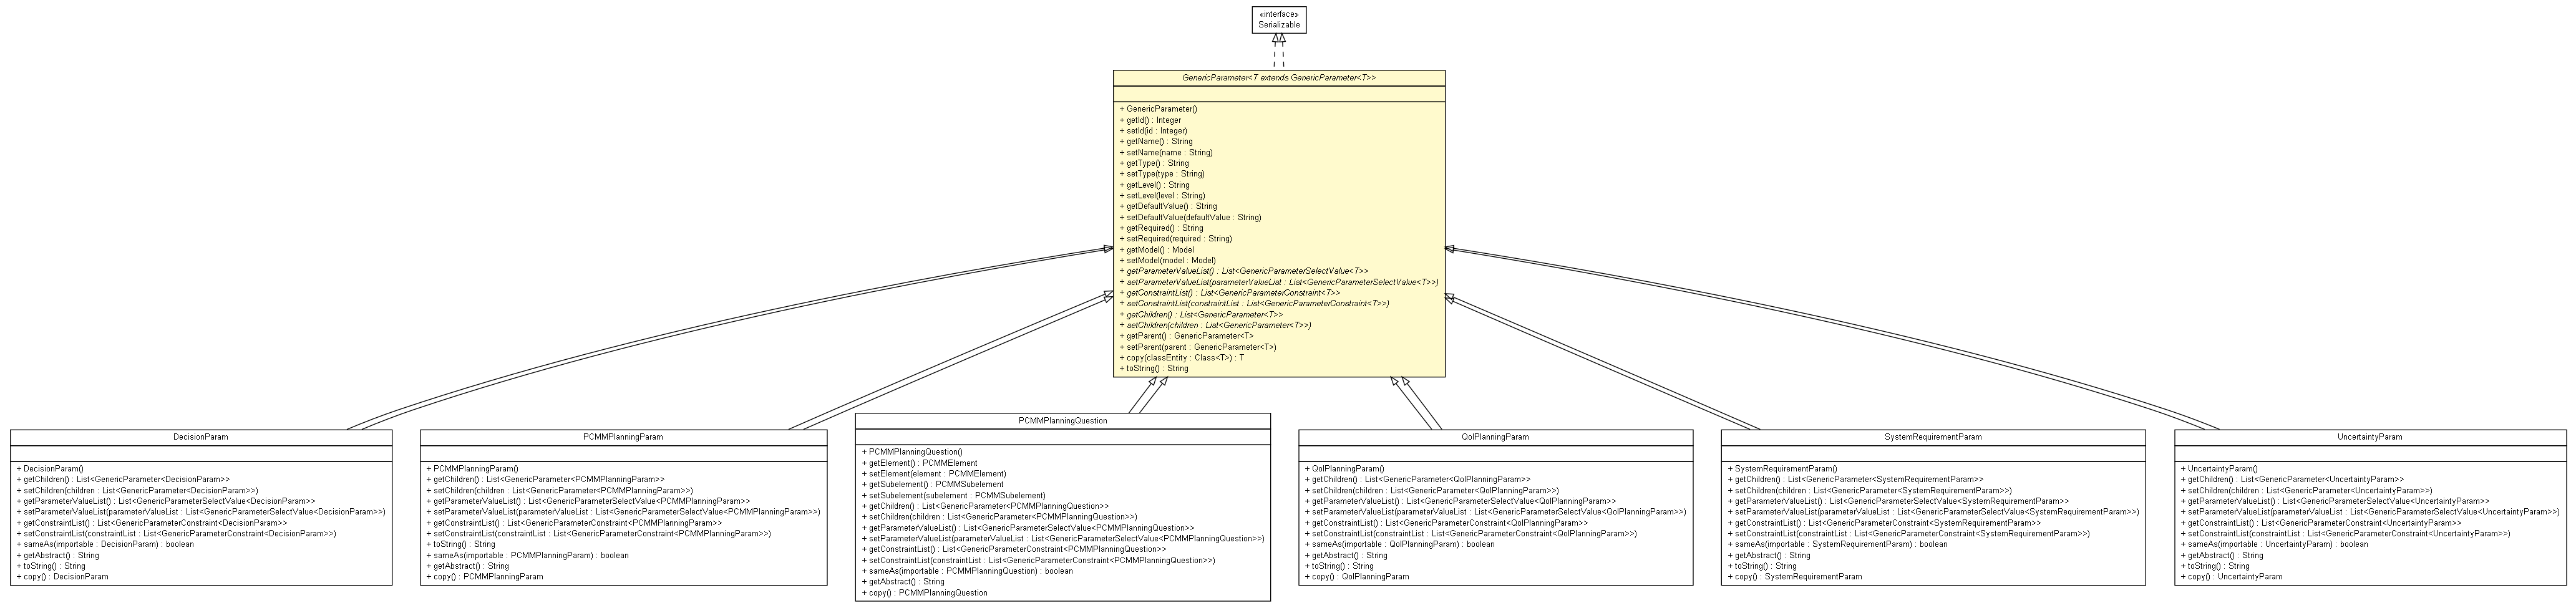 «interface»
Serializable
GenericParameter<T extends GenericParameter<T>>
+ GenericParameter()
+ getId() : Integer
+ setId(id : Integer)
+ getName() : String
+ setName(name : String)
+ getType() : String
+ setType(type : String)
+ getLevel() : String
+ setLevel(level : String)
+ getDefaultValue() : String
+ setDefaultValue(defaultValue : String)
+ getRequired() : String
+ setRequired(required : String)
+ getModel() : Model
+ setModel(model : Model)
+ getParameterValueList() : List<GenericParameterSelectValue<T>>
+ setParameterValueList(parameterValueList : List<GenericParameterSelectValue<T>>)
+ getConstraintList() : List<GenericParameterConstraint<T>>
+ setConstraintList(constraintList : List<GenericParameterConstraint<T>>)
+ getChildren() : List<GenericParameter<T>>
+ setChildren(children : List<GenericParameter<T>>)
+ getParent() : GenericParameter<T>
+ setParent(parent : GenericParameter<T>)
+ copy(classEntity : Class<T>) : T
+ toString() : String
DecisionParam
+ DecisionParam()
+ getChildren() : List<GenericParameter<DecisionParam>>
+ setChildren(children : List<GenericParameter<DecisionParam>>)
+ getParameterValueList() : List<GenericParameterSelectValue<DecisionParam>>
+ setParameterValueList(parameterValueList : List<GenericParameterSelectValue<DecisionParam>>)
+ getConstraintList() : List<GenericParameterConstraint<DecisionParam>>
+ setConstraintList(constraintList : List<GenericParameterConstraint<DecisionParam>>)
+ sameAs(importable : DecisionParam) : boolean
+ getAbstract() : String
+ toString() : String
+ copy() : DecisionParam
PCMMPlanningParam
+ PCMMPlanningParam()
+ getChildren() : List<GenericParameter<PCMMPlanningParam>>
+ setChildren(children : List<GenericParameter<PCMMPlanningParam>>)
+ getParameterValueList() : List<GenericParameterSelectValue<PCMMPlanningParam>>
+ setParameterValueList(parameterValueList : List<GenericParameterSelectValue<PCMMPlanningParam>>)
+ getConstraintList() : List<GenericParameterConstraint<PCMMPlanningParam>>
+ setConstraintList(constraintList : List<GenericParameterConstraint<PCMMPlanningParam>>)
+ toString() : String
+ sameAs(importable : PCMMPlanningParam) : boolean
+ getAbstract() : String
+ copy() : PCMMPlanningParam
PCMMPlanningQuestion
+ PCMMPlanningQuestion()
+ getElement() : PCMMElement
+ setElement(element : PCMMElement)
+ getSubelement() : PCMMSubelement
+ setSubelement(subelement : PCMMSubelement)
+ getChildren() : List<GenericParameter<PCMMPlanningQuestion>>
+ setChildren(children : List<GenericParameter<PCMMPlanningQuestion>>)
+ getParameterValueList() : List<GenericParameterSelectValue<PCMMPlanningQuestion>>
+ setParameterValueList(parameterValueList : List<GenericParameterSelectValue<PCMMPlanningQuestion>>)
+ getConstraintList() : List<GenericParameterConstraint<PCMMPlanningQuestion>>
+ setConstraintList(constraintList : List<GenericParameterConstraint<PCMMPlanningQuestion>>)
+ sameAs(importable : PCMMPlanningQuestion) : boolean
+ getAbstract() : String
+ copy() : PCMMPlanningQuestion
QoIPlanningParam
+ QoIPlanningParam()
+ getChildren() : List<GenericParameter<QoIPlanningParam>>
+ setChildren(children : List<GenericParameter<QoIPlanningParam>>)
+ getParameterValueList() : List<GenericParameterSelectValue<QoIPlanningParam>>
+ setParameterValueList(parameterValueList : List<GenericParameterSelectValue<QoIPlanningParam>>)
+ getConstraintList() : List<GenericParameterConstraint<QoIPlanningParam>>
+ setConstraintList(constraintList : List<GenericParameterConstraint<QoIPlanningParam>>)
+ sameAs(importable : QoIPlanningParam) : boolean
+ getAbstract() : String
+ toString() : String
+ copy() : QoIPlanningParam
SystemRequirementParam
+ SystemRequirementParam()
+ getChildren() : List<GenericParameter<SystemRequirementParam>>
+ setChildren(children : List<GenericParameter<SystemRequirementParam>>)
+ getParameterValueList() : List<GenericParameterSelectValue<SystemRequirementParam>>
+ setParameterValueList(parameterValueList : List<GenericParameterSelectValue<SystemRequirementParam>>)
+ getConstraintList() : List<GenericParameterConstraint<SystemRequirementParam>>
+ setConstraintList(constraintList : List<GenericParameterConstraint<SystemRequirementParam>>)
+ sameAs(importable : SystemRequirementParam) : boolean
+ getAbstract() : String
+ toString() : String
+ copy() : SystemRequirementParam
UncertaintyParam
+ UncertaintyParam()
+ getChildren() : List<GenericParameter<UncertaintyParam>>
+ setChildren(children : List<GenericParameter<UncertaintyParam>>)
+ getParameterValueList() : List<GenericParameterSelectValue<UncertaintyParam>>
+ setParameterValueList(parameterValueList : List<GenericParameterSelectValue<UncertaintyParam>>)
+ getConstraintList() : List<GenericParameterConstraint<UncertaintyParam>>
+ setConstraintList(constraintList : List<GenericParameterConstraint<UncertaintyParam>>)
+ sameAs(importable : UncertaintyParam) : boolean
+ getAbstract() : String
+ toString() : String
+ copy() : UncertaintyParam